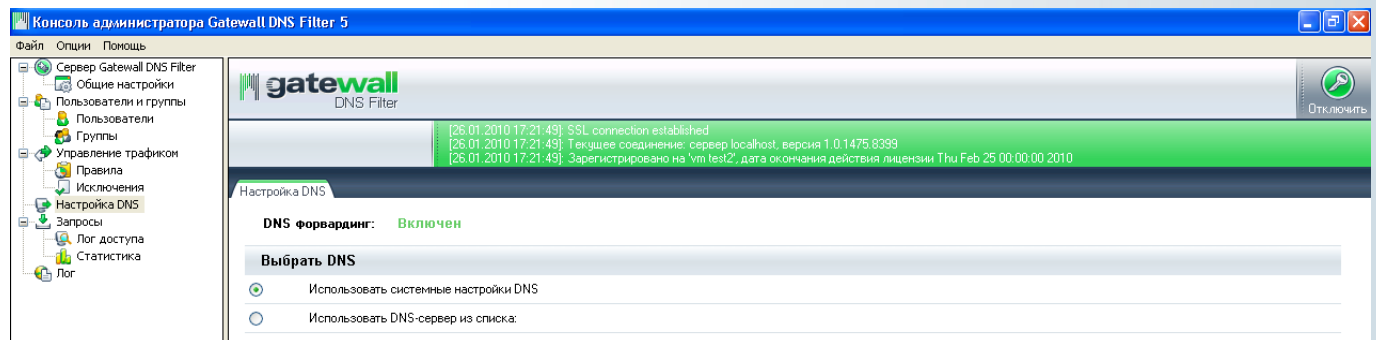 Консоль администратора Gatewall DNS Filter 5
Файл Опции Помощь
Сервер Gatewall DNS Filter
Общие настройки
Пользователи и группы
Пользователи
Группы
Управление трафиком
Правила
Исключения
Настройка DNS
Запросы
Лог доступа
Статистика
Лог
gatewall
DNS Filter
Отключить
[26.01.2010 17:21:49]: SSL connection established
[26.01.2010 17:21:49]: Текущее соединение: сервер localhost, версия 1.0.1475.8399
[26.01.2010 17:21:49]: Зарегистрировано на 'vm test2', дата окончания действия лицензии Thu Feb 25 00:00:00 2010
Настройка DNS
DNS форвардинг: Включен
Выбрать DNS
Использовать системные настройки DNS
Использовать DNS-сервер из списка: